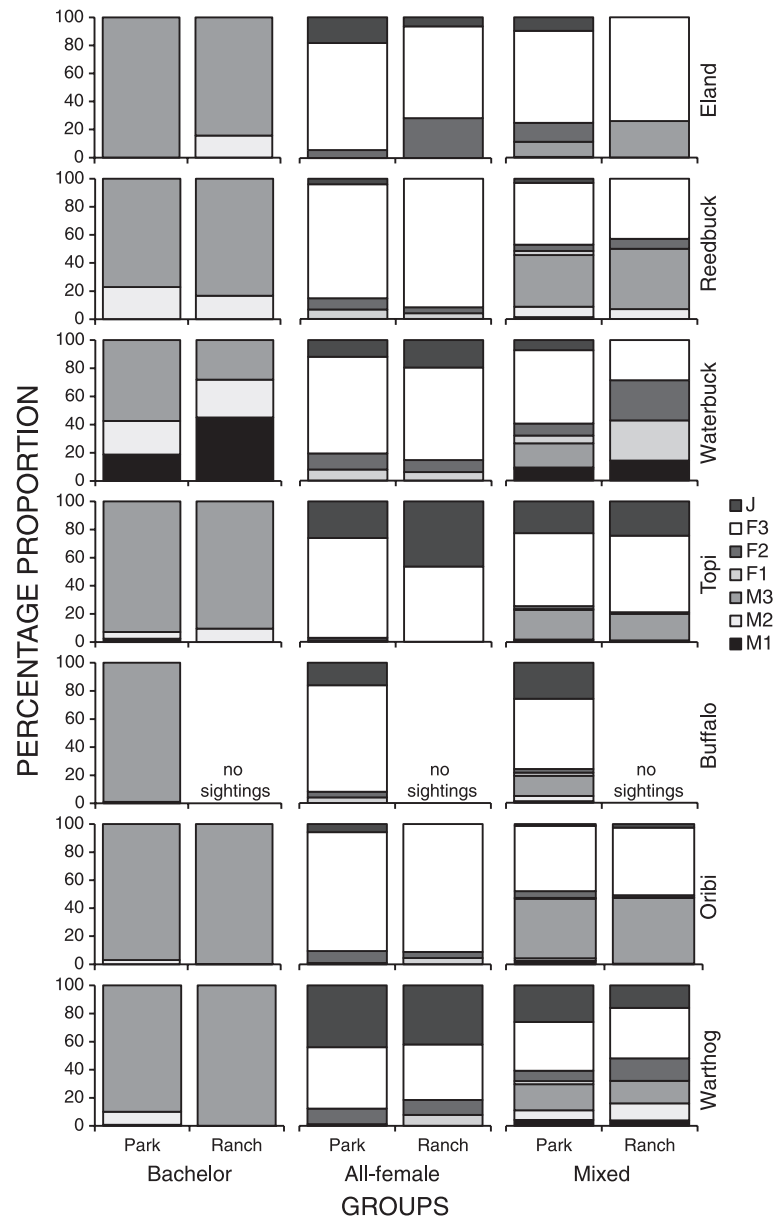 PERCENTAGE PROPORTION
100
80
60
40
20
0
Eland
100
80
60
40
20
0
Reedbuck
100
80
60
40
20
0
Waterbuck
100
80
60
40
20
0
Topi
J
F3
F2
F1
M3
M2
M1
100
80
60
40
20
0
no
sightings
no
sightings
no
sightings
Buffalo
100
80
60
40
20
0
Oribi
100
80
60
40
20
0
Warthog
Park Ranch Park Ranch Park Ranch
Bachelor All-female Mixed
GROUPS